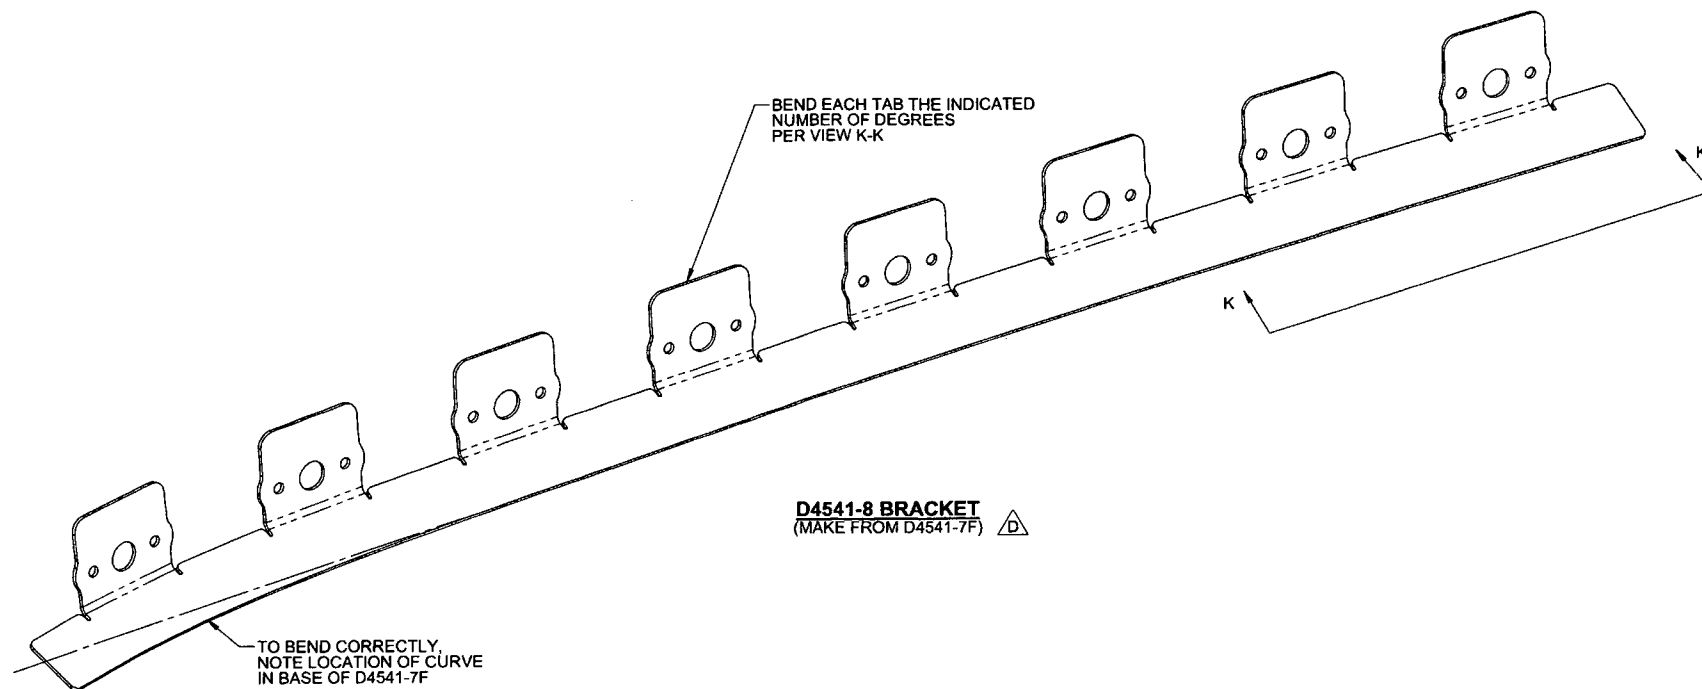 BEND EACH TAB THE INDICATED
NUMBER OF DEGREES
PER VIEW K-K
K
K
D4541-8 BRACKET
(MAKE FROM D4541-7F) D
TO BEND CORRECTLY,
NOTE LOCATION OF CURVE
IN BASE OF D4541-7F